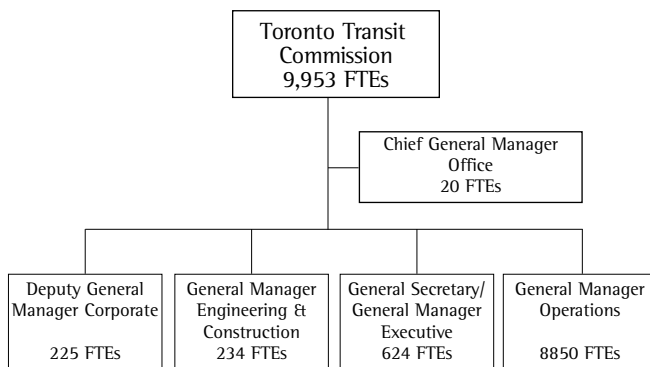 Toronto Transit
Commission
9,953 FTEs
Chief General Manager
Office
20 FTEs
Deputy General
Manager Corporate
225 FTEs
General Manager
Engineering &
Construction
234 FTEs
General Secretary/
General Manager
Executive
624 FTEs
General Manager
Operations
8850 FTEs